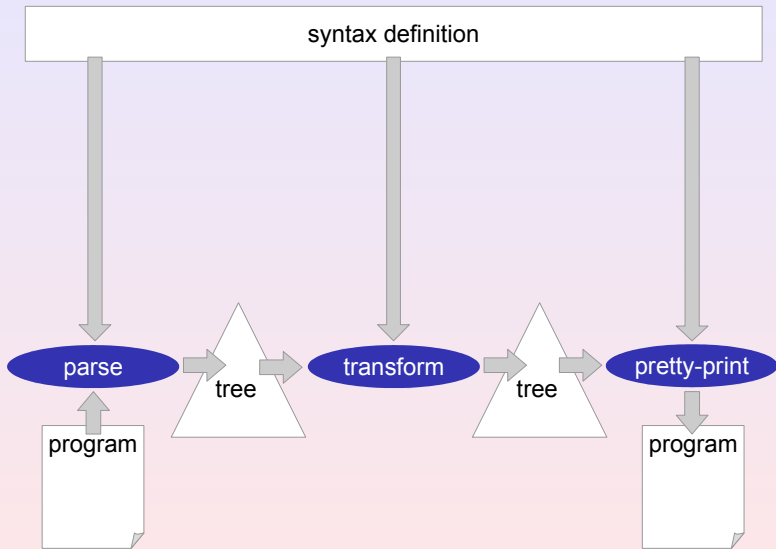 syntax definition
parse
tree
transform
tree
pretty-print
program
program